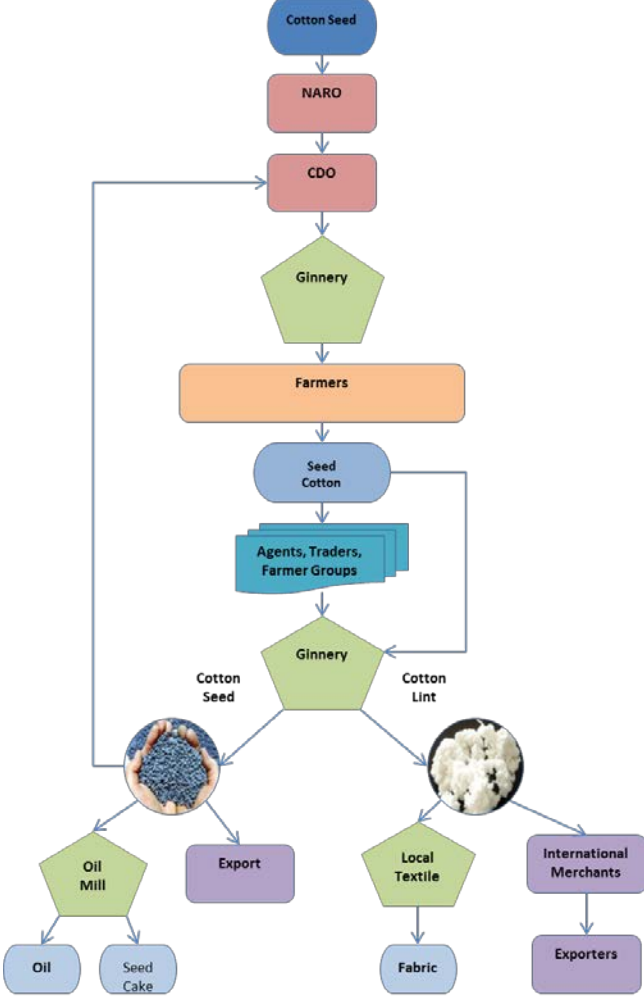 Cotton Seed
NARO
CDO
Ginnery
Farmers
Seed
Cotton
Agents, Traders,
Farmer Groups
Ginnery
Cotton
Seed
Cotton
Lint
Oil
Mill
Export
Local
Textile
International
Merchants
Oil
Seed
Cake
Fabric
Exporters